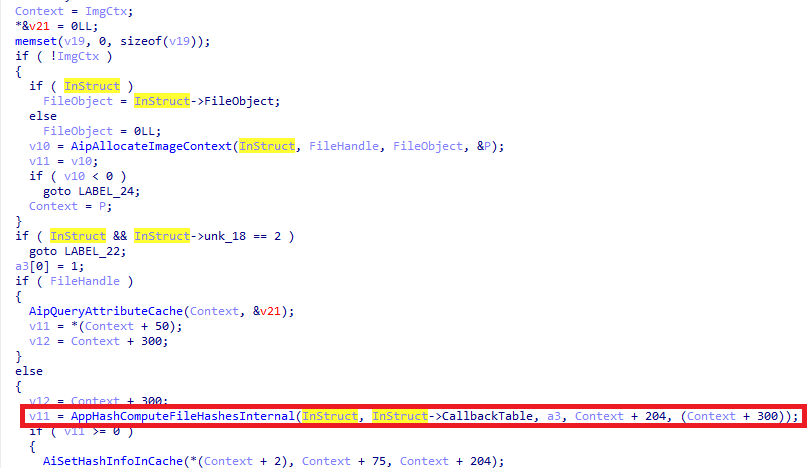 Context = ImgCtx;
*&v21 = 0LL;
memset(v19, 0, sizeof(v19));
if ( !ImgCtx )
{
if ( InStruct )
FileObject = InStruct->FileObject;
else
FileObject = 0LL;
v10 = AipAllocateImageContext(InStruct, FileHandle, FileObject, &P);
v11 = v10;
if ( v10 < 0 )
goto LABEL_24;
Context = P;
}
if ( InStruct && InStruct->unk_18 == 2 )
goto LABEL_22;
a3[0] = 1;
if ( FileHandle )
{
AipQueryAttributeCache(Context, &v21);
v11 = *(Context + 50);
v12 = Context + 300;
}
else
{
v12 = Context + 300;
v11 = AppHashComputeFileHashesInternal(InStruct, InStruct->CallbackTable, a3, Context + 204, (Context + 300));
if ( v11 >= 0 )
{
AiSetHashInfoInCache(*(Context + 2), Context + 75, Context + 204);